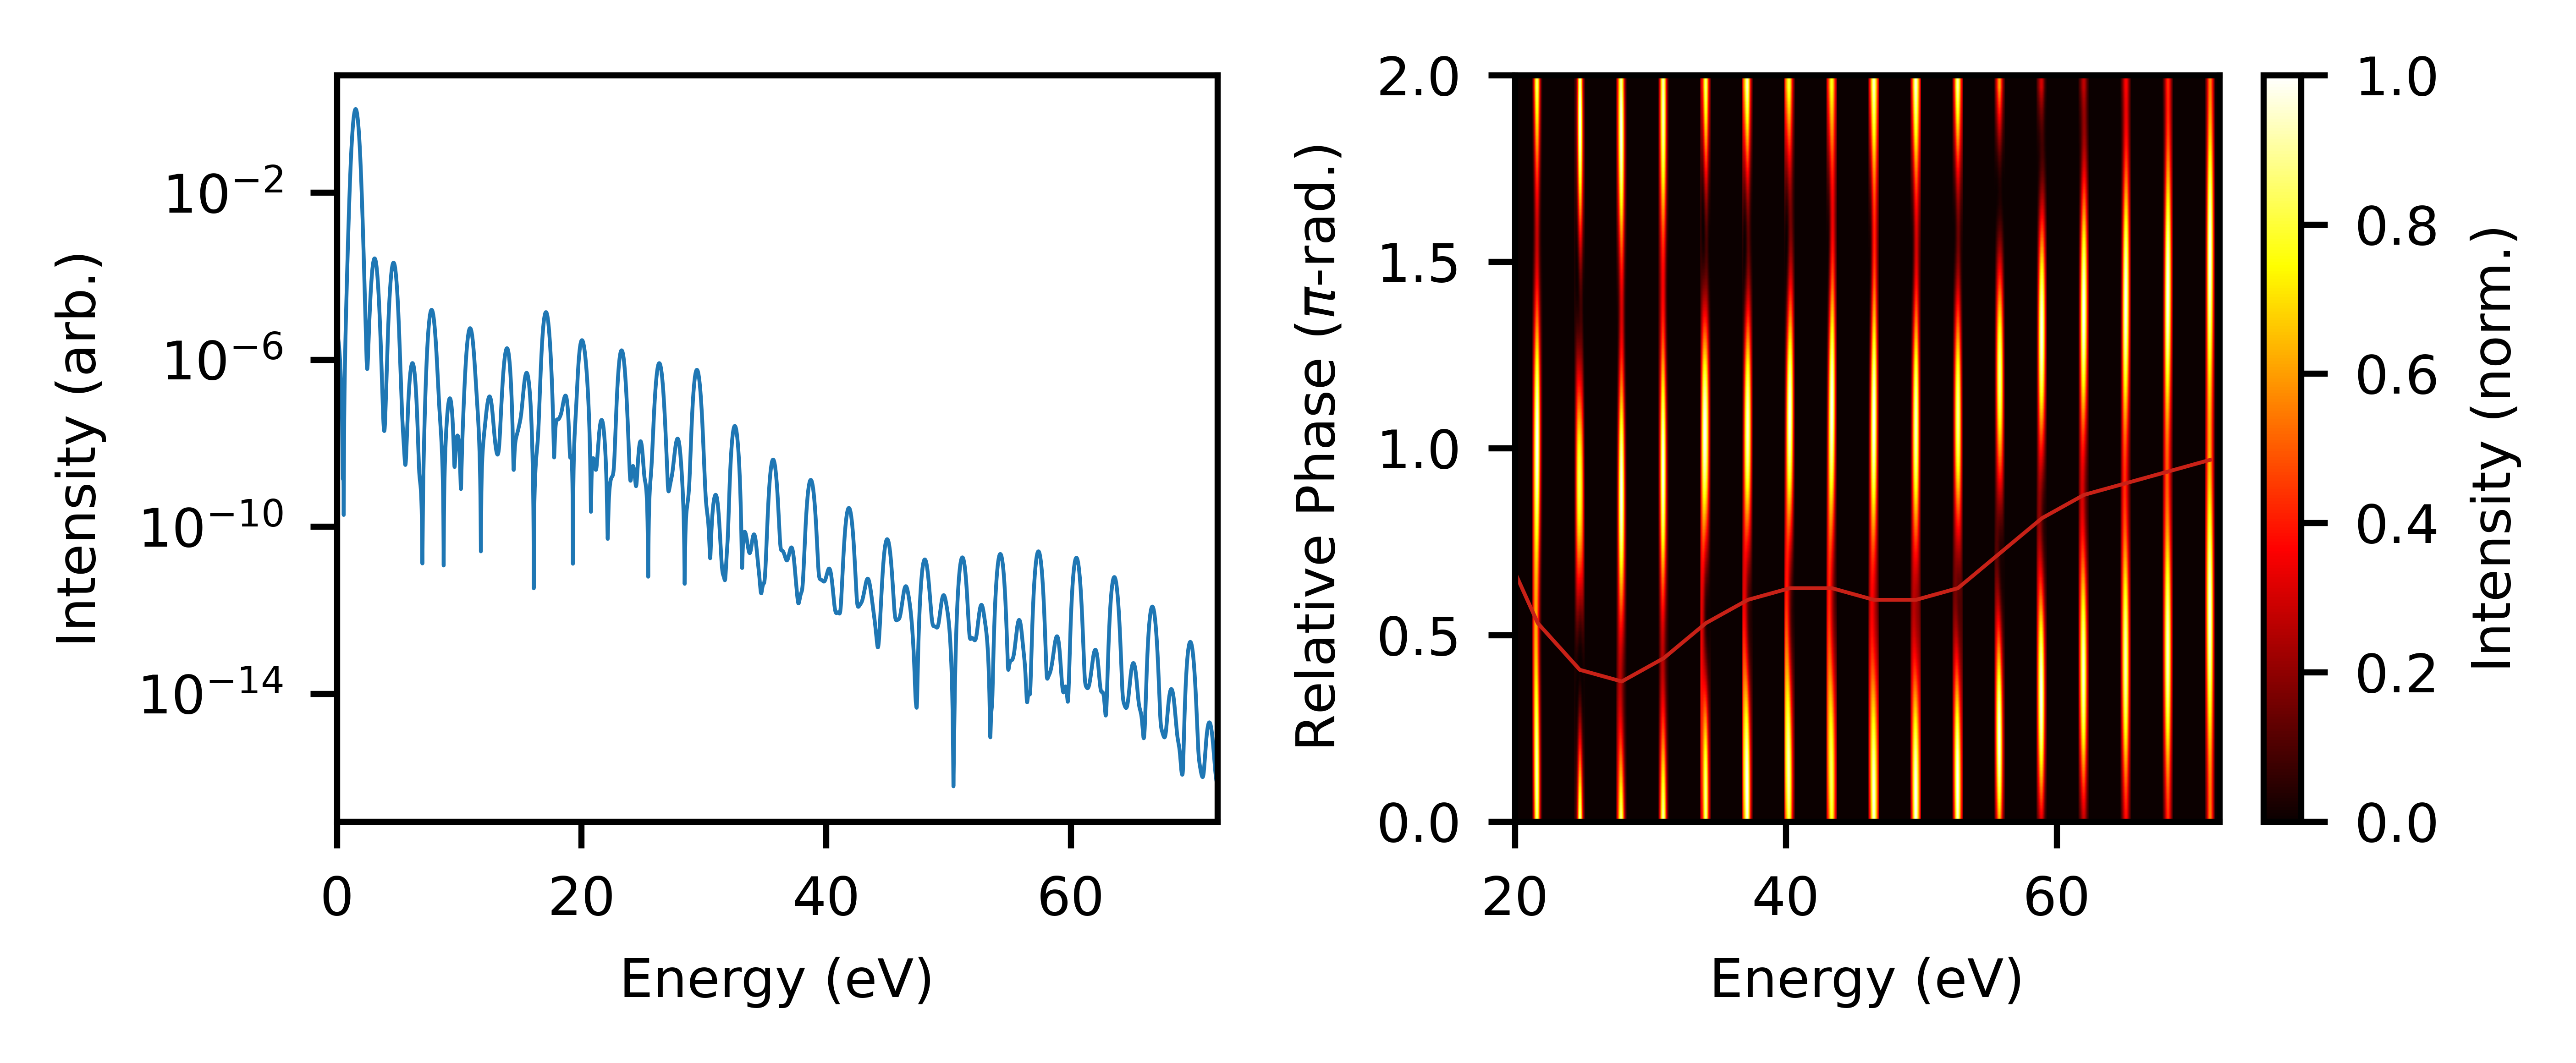 Intensity (arb.)
10−2
10−6
10−10
10−14
0 20 40 60
Energy (eV)
Relative Phase (π-rad.)
2.0
1.5
1.0
0.5
0.0
20 40 60
Energy (eV)
1.0
0.8
0.6
0.4
0.2
0.0
Intensity (norm.)